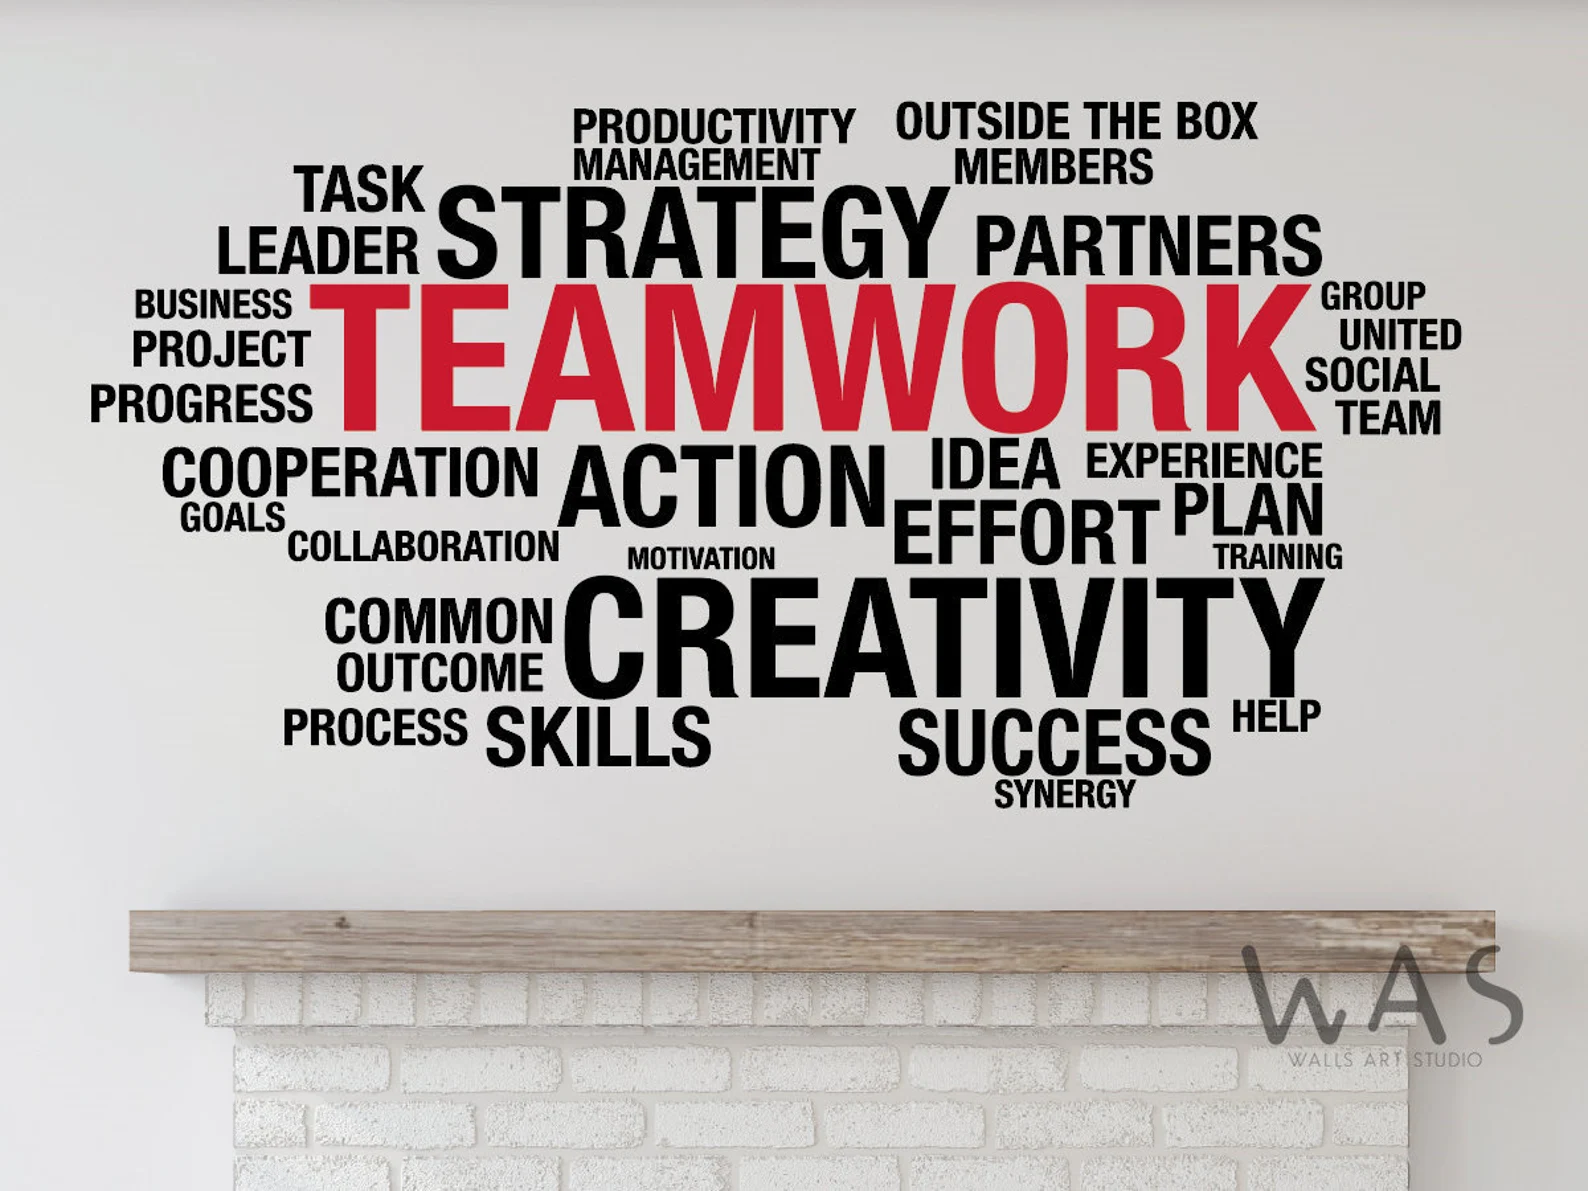 PRODUCTIVITY
OUTSIDE THE BOX
MANAGEMENT
MEMBERS
TASK
STRATEGY
LEADER
PARTNERS
BUSINESS
TEAMWORK
GROUP
PROJECT
UNITED
PROGRESS
SOCIAL
TEAM
COOPERATION
ACTION
IDEA
EXPERIENCE
GOALS
EFFORT
PLAN
COLLABORATION
MOTIVATION
TRAINING
COMMON
CREATIVITY
OUTCOME
PROCESS
SKILLS
SUCCESS
HELP
SYNERGY
WAS
WALLS ART STUDIO